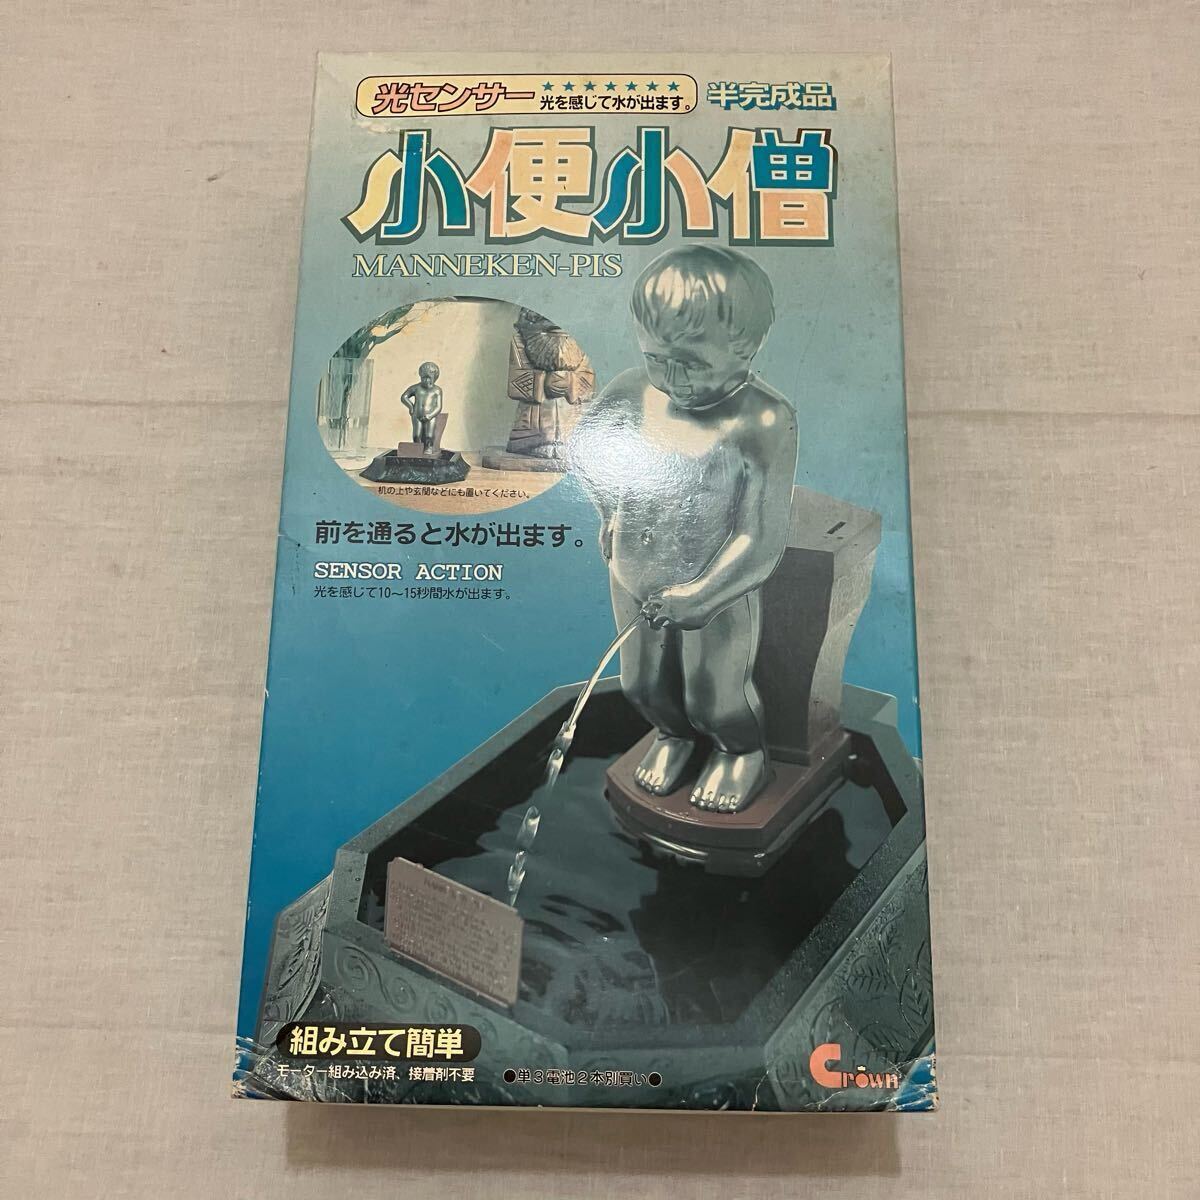 光センサー
★★★★★★★
光を感じて水が出ます。
半完成品
小便小僧
MANNEKEN-PIS
机の上や玄関などにも置いてください。
前を通ると水が出ます。
SENSOR ACTION
光を感じて10〜15秒間水が出ます。
組み立て簡単
モーター組み込み済、接着剤不要
●単3電池2本別買い●
Crown